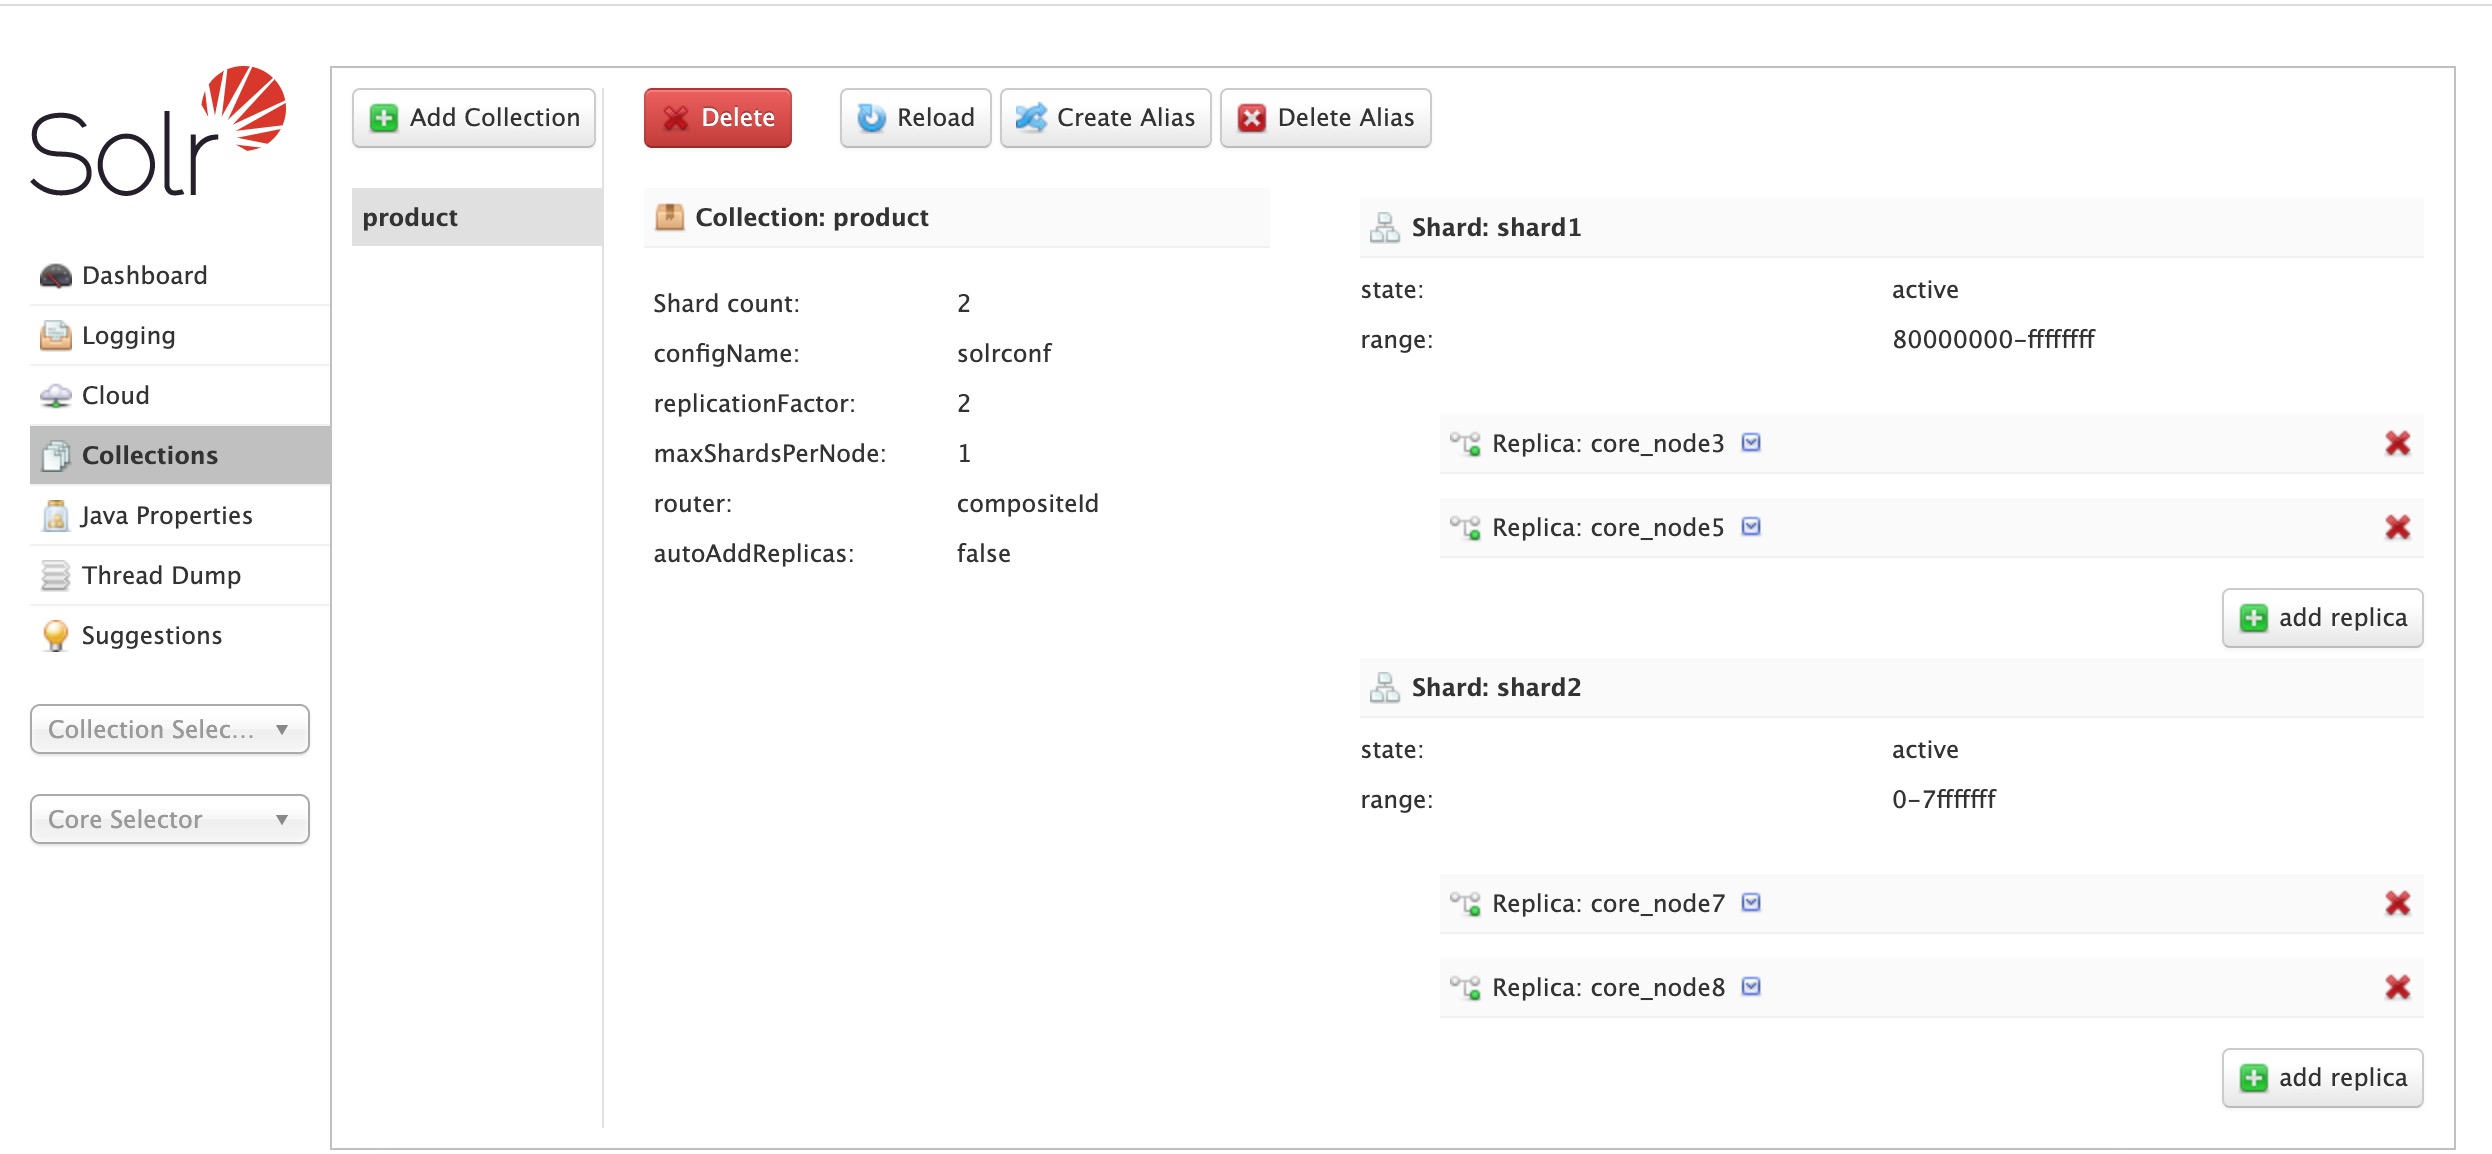 Solr
Dashboard
Logging
Cloud
Collections
Java Properties
Thread Dump
Suggestions
Collection Selec...
Core Selector
Add Collection
product
Delete
Reload
Create Alias
Delete Alias
Collection: product
Shard count: 2
configName: solrconf
replicationFactor: 2
maxShardsPerNode: 1
router: compositeId
autoAddReplicas: false
Shard: shard1
state: active
range: 80000000-ffffffff
Replica: core_node3
Replica: core_node5
add replica
Shard: shard2
state: active
range: 0-7fffffff
Replica: core_node7
Replica: core_node8
add replica